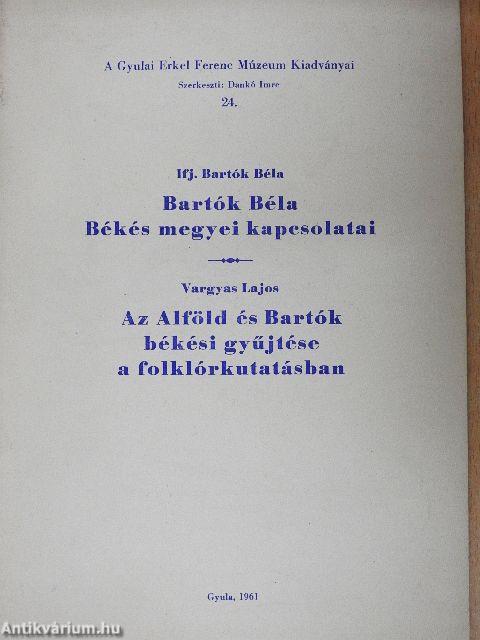 A Gyulai Erkel Ferenc Múzeum Kiadványai
Szerkeszti: Dankó Imre
24.
Ifj. Bartók Béla
Bartók Béla
Békés megyei kapcsolatai
Vargyas Lajos
Az Alföld és Bartók
békési gyűjtése
a folklórkutatásban
Gyula, 1961
Antikvárium.hu